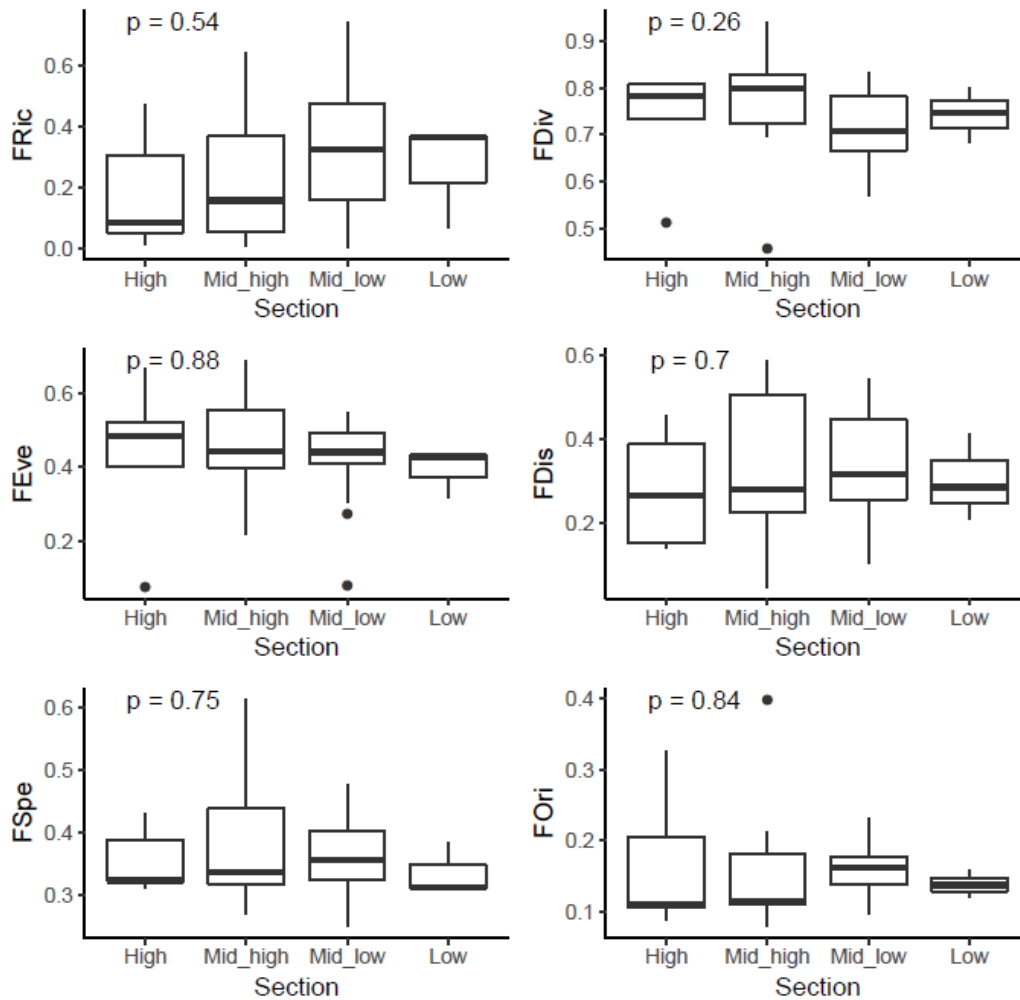 p = 0.54
FRic
0.6
0.4
0.2
0.0
High Mid_high Mid_low Low
Section
p = 0.26
FDiv
0.9
0.8
0.7
0.6
0.5
High Mid_high Mid_low Low
Section
p = 0.88
FEve
0.6
0.4
0.2
High Mid_high Mid_low Low
Section
p = 0.7
FDis
0.6
0.4
0.2
High Mid_high Mid_low Low
Section
p = 0.75
FSpe
0.6
0.5
0.4
0.3
High Mid_high Mid_low Low
Section
p = 0.84
FOri
0.4
0.3
0.2
0.1
High Mid_high Mid_low Low
Section